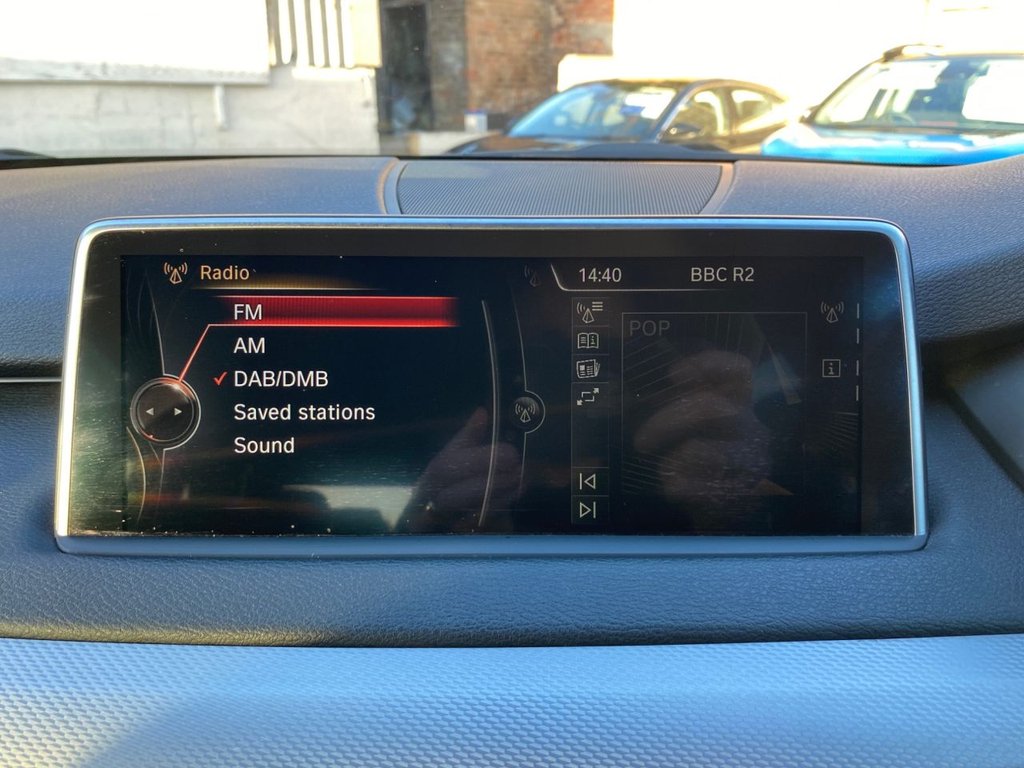 Radio
14:40
BBC R2
FM
AM
DAB/DMB
Saved stations
Sound
POP